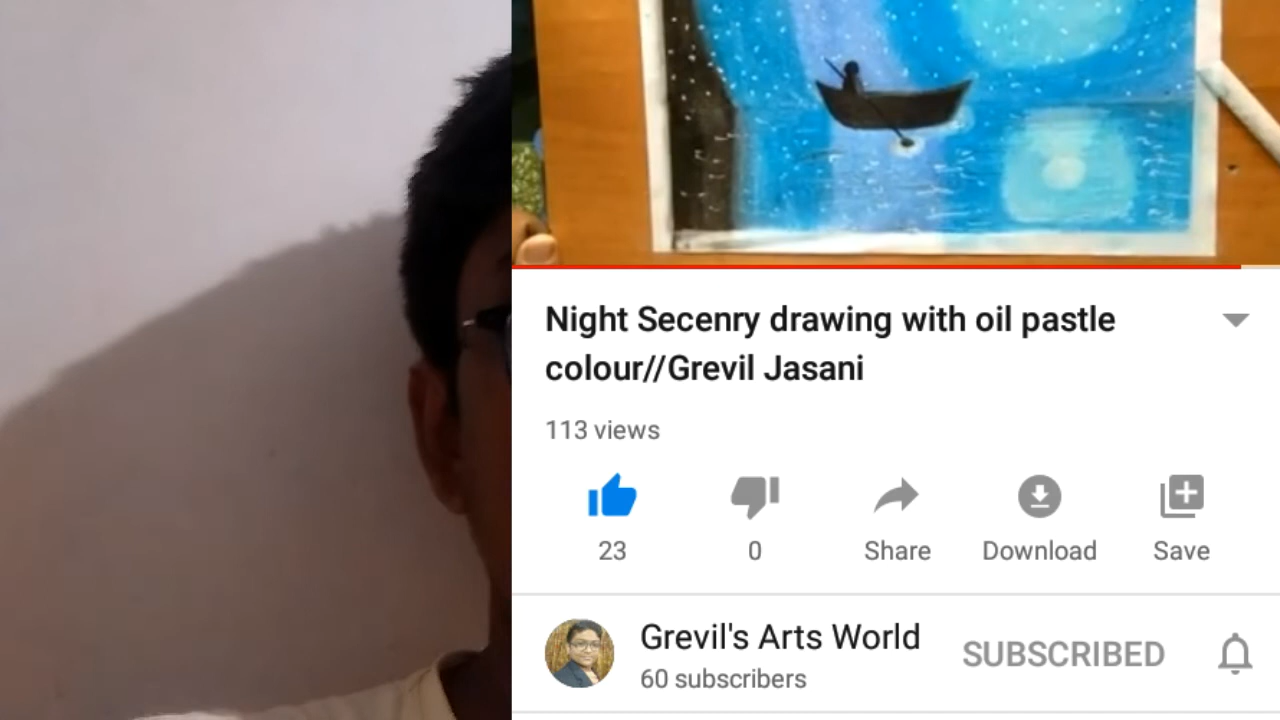 Night Secenry drawing with oil pastle
colour//Grevil Jasani
113 views
23
0
Share
Download
Save
Grevil's Arts World
SUBSCRIBED
60 subscribers